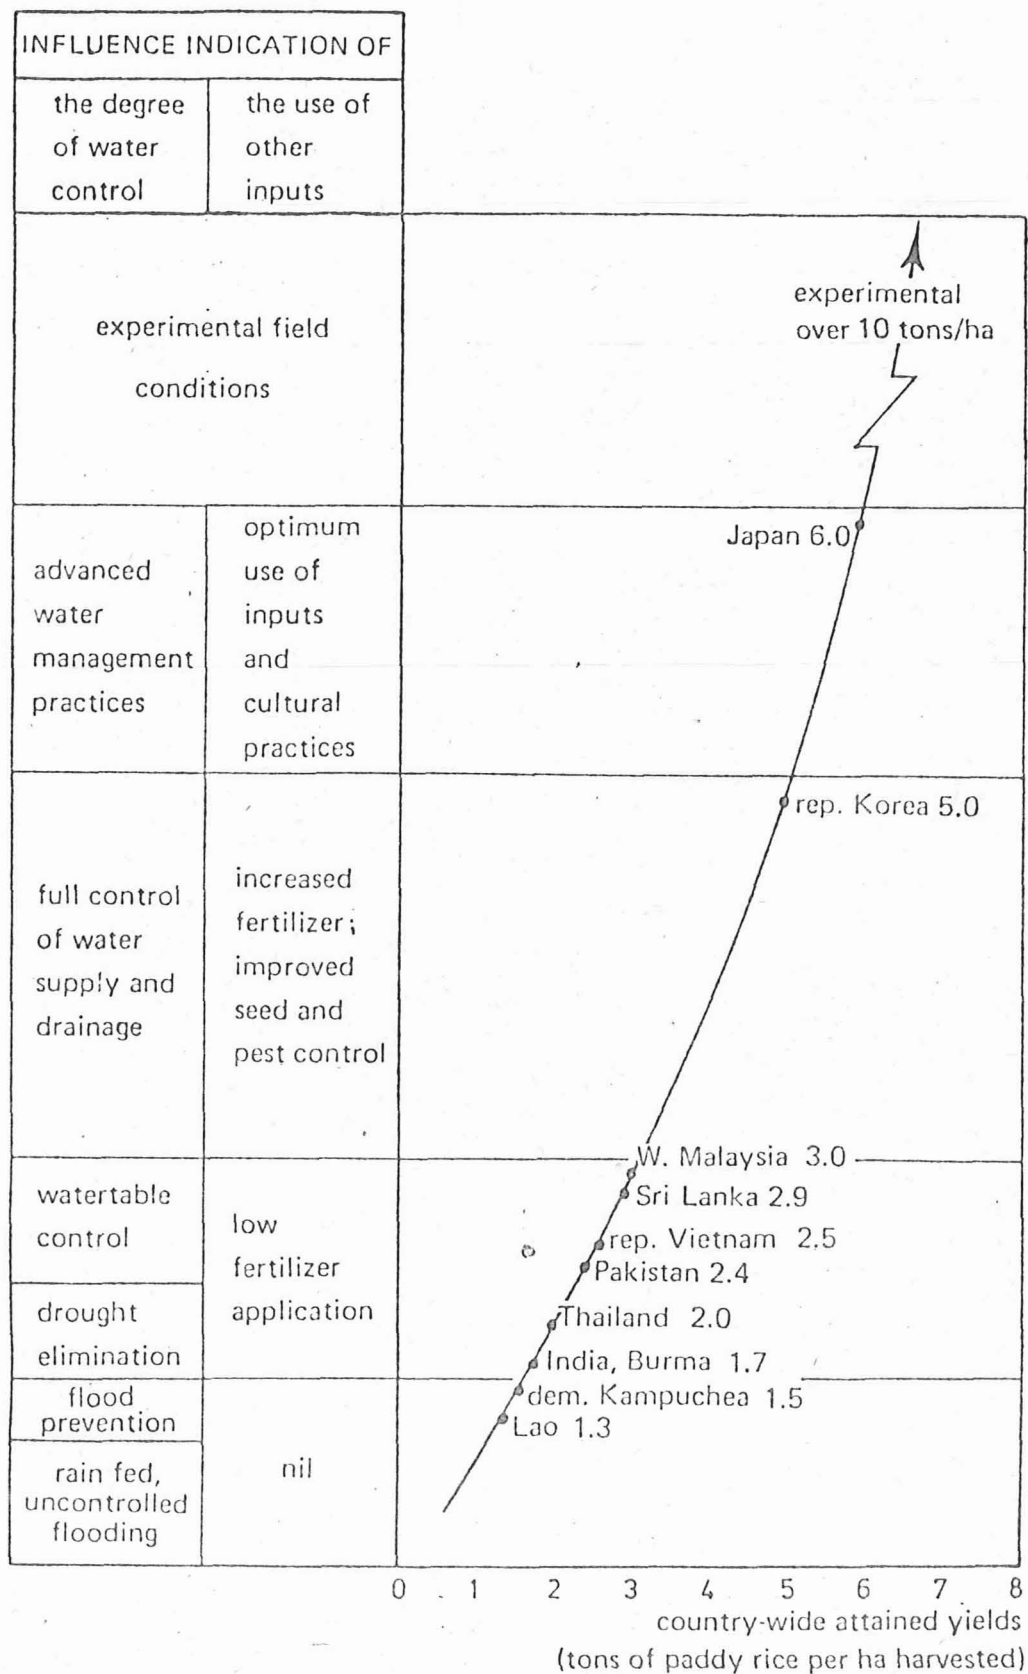 INFLUENCE INDICATION OF
the degree
of water
control
the use of
other
inputs
experimental field
conditions
experimental
over 10 tons/ha
advanced
water
management
practices
optimum
use of
inputs
and
cultural
practices
Japan 6.0
rep. Korea 5.0
full control
of water
supply and
drainage
increased
fertilizer;
improved
seed and
pest control
W. Malaysia 3.0
Sri Lanka 2.9
rep. Vietnam 2.5
Pakistan 2.4
Thailand 2.0
India, Burma 1.7
dem. Kampuchea 1.5
Lao 1.3
watertable
control
low
fertilizer
application
drought
elimination
flood
prevention
nil
rain fed,
uncontrolled
flooding
0 1 2 3 4 5 6 7 8
country-wide attained yields
(tons of paddy rice per ha harvested)